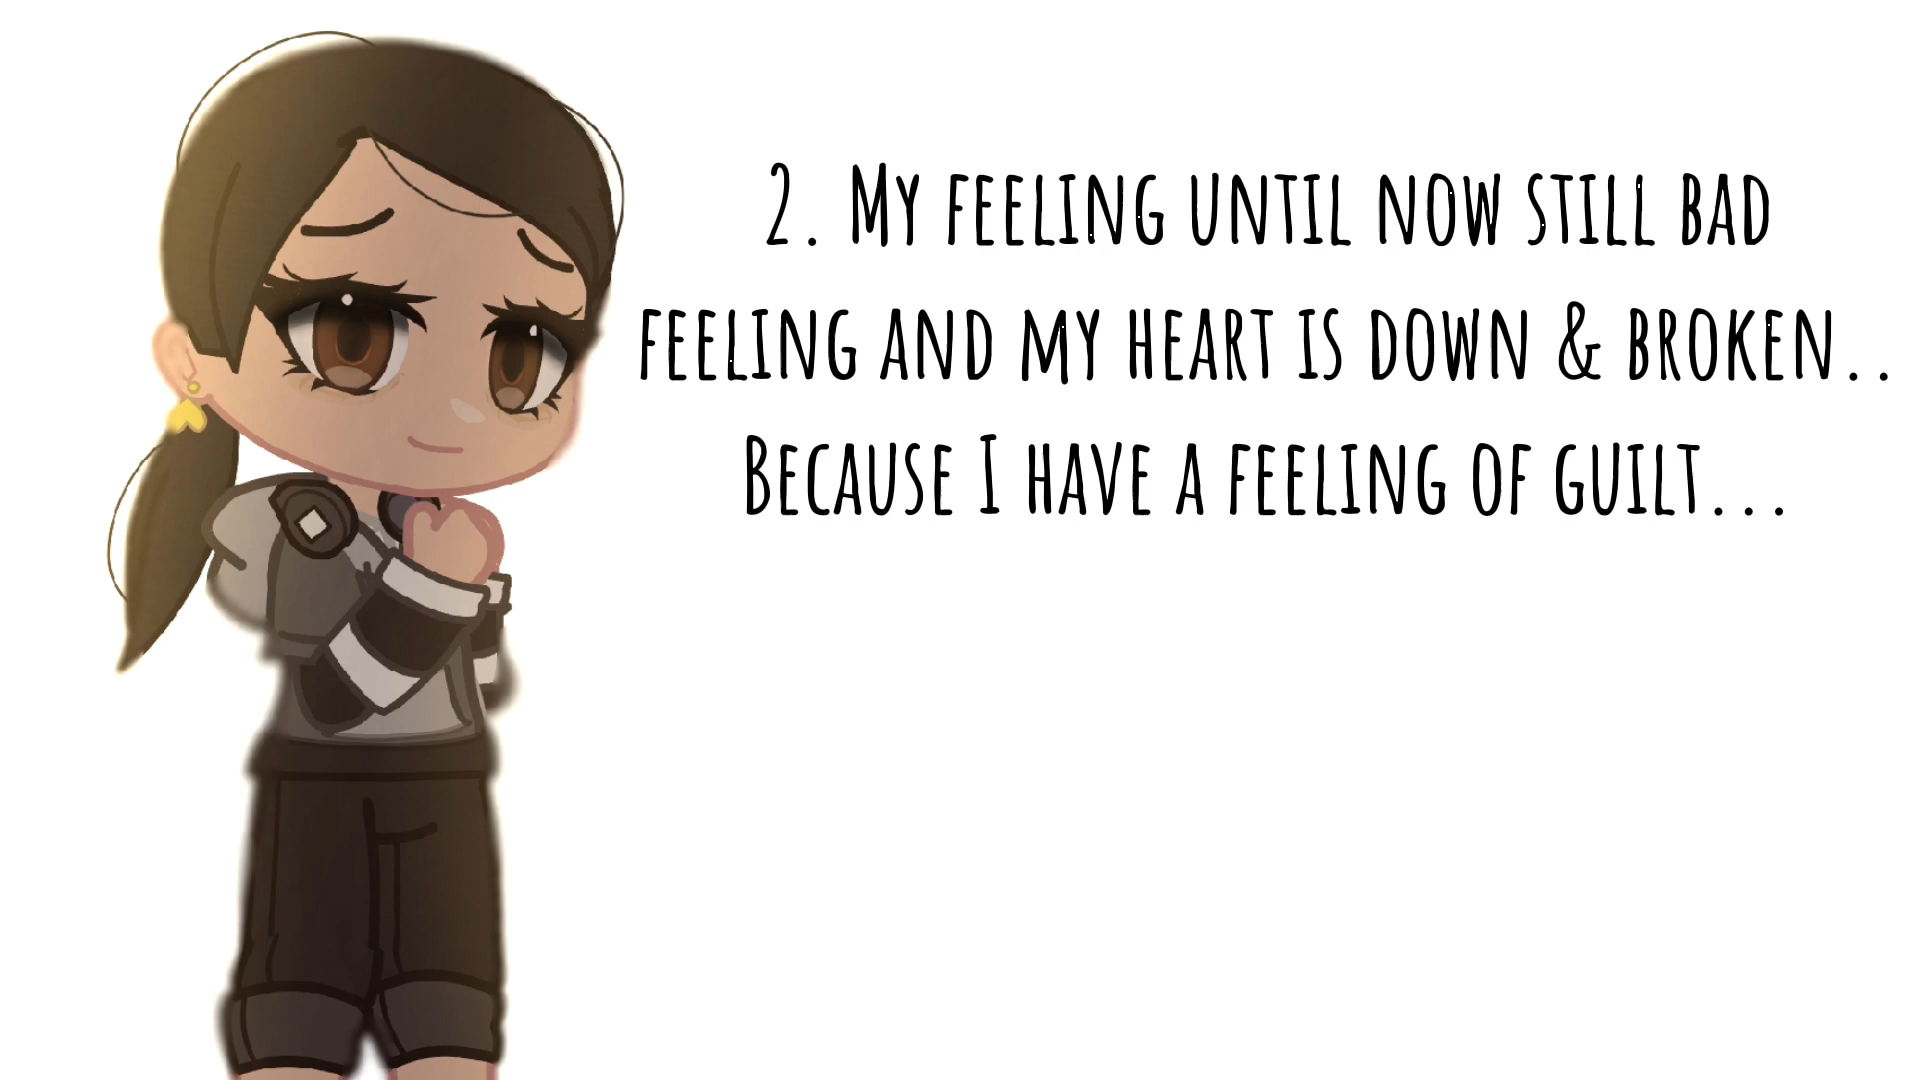 2. My feeling until now still bad
feeling and my heart is down & broken..
Because I have a feeling of guilt...